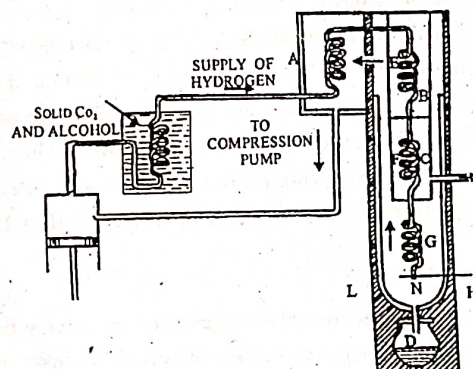 A
SUPPLY OF
HYDROGEN
SOLID CO₂
AND ALCOHOL
B
TO
COMPRESSION
PUMP
F
C
G
N
L
H
D